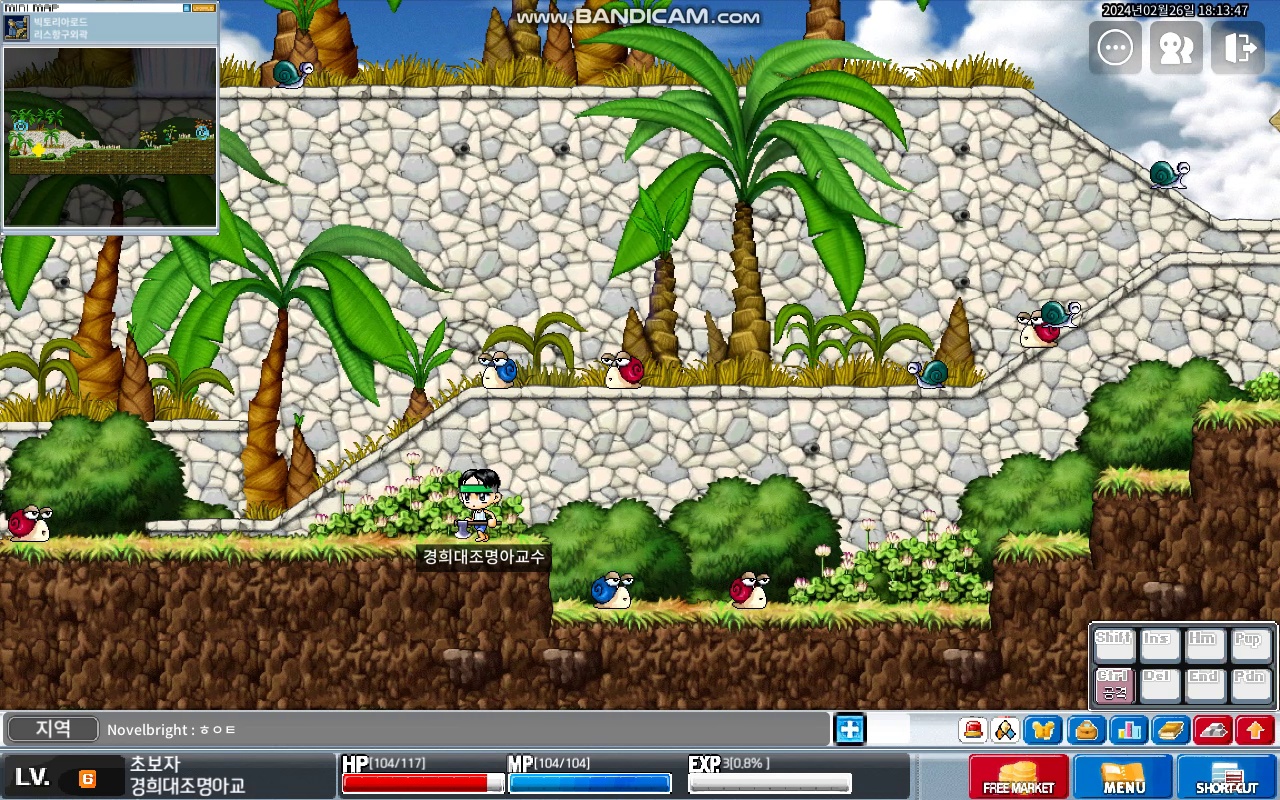 MINI MAP
빅토리아로드
리스항구외곽
www.BANDICAM.com
2024年02월26일 18:13:47
경희대조명아교수
Shift Ins Hm Pup
Ctrl Del End Pdn
공격
지역 Novelbright : ㅎㅇㅌ
LV. 6 초보자
경희대조명아교
HP[104/117] MP[104/104] EXP 3[0.8% ]
FREE MARKET MENU SHORTCUT